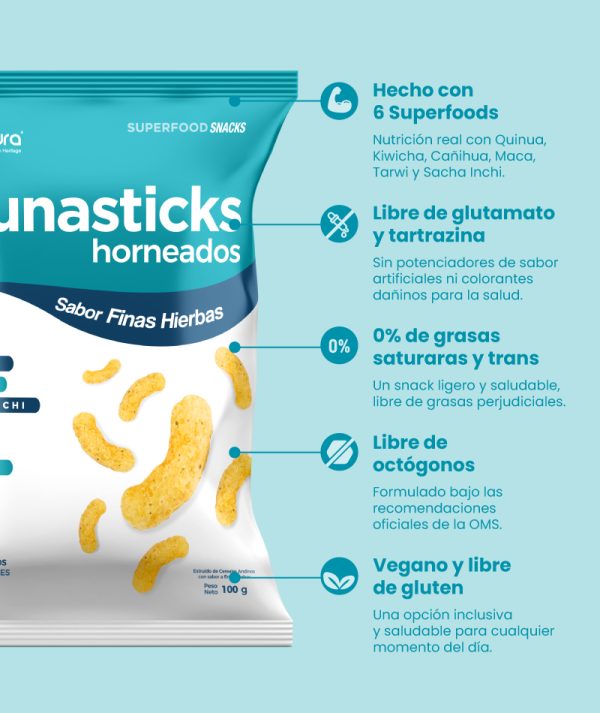 ura
SUPERFOOD SNACKS
unasticks
horneados
Sabor Finas Hierbas
CHI
Peso
Neto 100 g
Hecho con
6 Superfoods
Nutrición real con Quinua,
Kiwicha, Cañihua, Maca,
Tarwi y Sacha Inchi.
Libre de glutamato
y tartrazina
Sin potenciadores de sabor
artificiales ni colorantes
dañinos para la salud.
0%
0% de grasas
saturaras y trans
Un snack ligero y saludable,
libre de grasas perjudiciales.
Libre de
octógonos
Formulado bajo las
recomendaciones
oficiales de la OMS.
Vegano y libre
de gluten
Una opción inclusiva
y saludable para cualquier
momento del día.